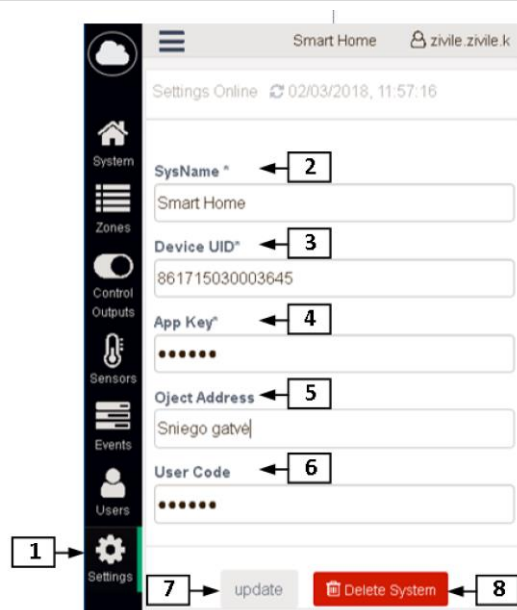 Smart Home zivile.zivile.k
Settings Online 02/03/2018, 11:57:16
System
Zones
Control
Outputs
Sensors
Events
Users
Settings
1
SysName * 2
Smart Home
Device UID* 3
861715030003645
App Key* 4
••••••
Oject Address 5
Sniego gatvė
User Code 6
••••••
7 update Delete System 8